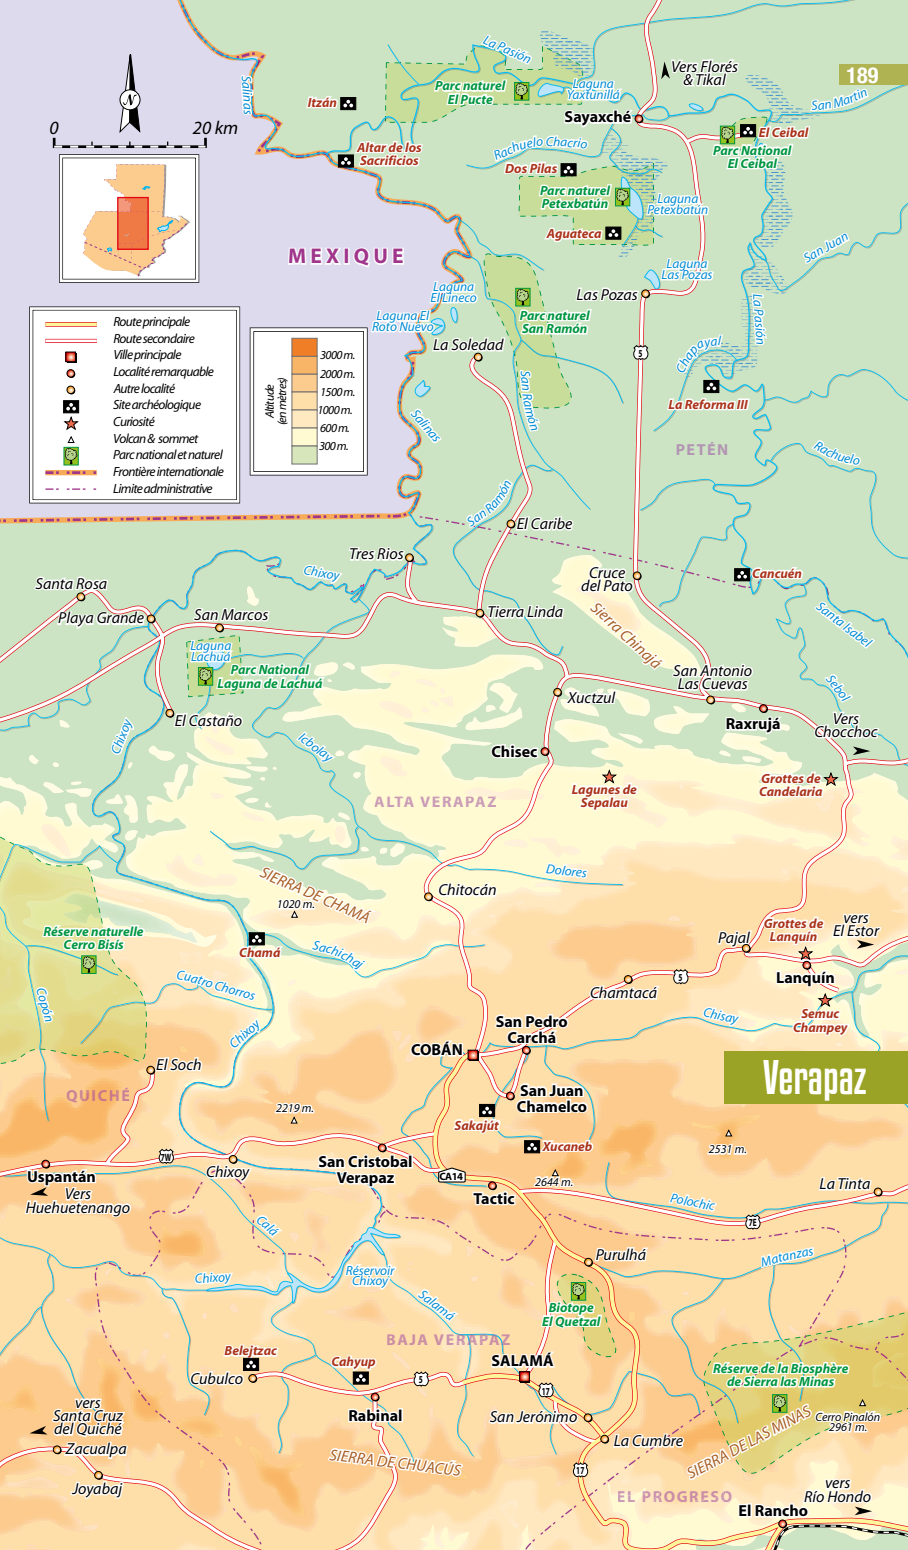 189
Vers Florés
& Tikal
La Pasión
Laguna
Yaxtunilla
Parc naturel
El Pucte
Salinas
Itzán
San Martin
Sayaxché
El Ceibal
Parc National
El Ceibal
N
0
20 km
Altar de los
Sacrificios
Rachuelo Chacrio
Dos Pilas
Parc naturel
Petexbatún
Laguna
Petexbatún
Aguateca
San Juan
MEXIQUE
Laguna
Las Pozas
Las Pozas
Laguna
El Lineco
Laguna El
Roto Nuevo
Parc naturel
San Ramón
La Pasión
La Soledad
Chapayal
5
San Ramón
La Reforma III
Salinas
PETÉN
Rachuelo
Route principale
Route secondaire
Ville principale
Localité remarquable
Autre localité
Site archéologique
Curiosité
Volcan & sommet
Parc national et naturel
Frontière internationale
Limite administrative
Altitude
(en mètres)
3000 m.
2000 m.
1500 m.
1000 m.
600 m.
300 m.
San Ramón
El Caribe
Tres Rios
Chixoy
Cruce
del Pato
Cancuén
Santa Rosa
Playa Grande
San Marcos
Tierra Linda
Sierra Chinajá
Santa Isabel
Laguna
Lachuá
Parc National
Laguna de Lachuá
San Antonio
Las Cuevas
Sebol
Xuctzul
Raxrujá
Vers
Chocchoc
El Castaño
Chixoy
Icbolay
Chisec
Lagunes de
Sepalau
Grottes de
Candelaria
ALTA VERAPAZ
Dolores
SIERRA DE CHAMÁ
1020 m.
Chitocán
Réserve naturelle
Cerro Bisís
Chamá
Sachichaj
Pajal
Grottes de
Lanquín
vers
El Estor
Lanquín
5
Chamtacá
Cuatro Chorros
Copón
Chixoy
Semuc
Champey
Chisay
San Pedro
Carchá
COBÁN
El Soch
Verapaz
QUICHÉ
San Juan
Chamelco
2219 m.
Sakajút
Xucaneb
2531 m.
7W
Chixoy
San Cristobal
Verapaz
Uspantán
Vers
Huehuetenango
CA14
Tactic
2644 m.
La Tinta
Polochic
7E
Calá
Purulhá
Matanzas
Chixoy
Réservoir
Chixoy
Salamá
Biotope
El Quetzal
BAJA VERAPAZ
Belejtzac
Cahyup
SALAMÁ
Cubulco
5
17
Réserve de la Biosphère
de Sierra las Minas
Rabinal
San Jerónimo
Cerro Pinalón
2961 m.
vers
Santa Cruz
del Quiché
La Cumbre
SIERRA DE LAS MINAS
Zacualpa
SIERRA DE CHUACÚS
17
Joyabaj
EL PROGRESO
vers
Río Hondo
El Rancho